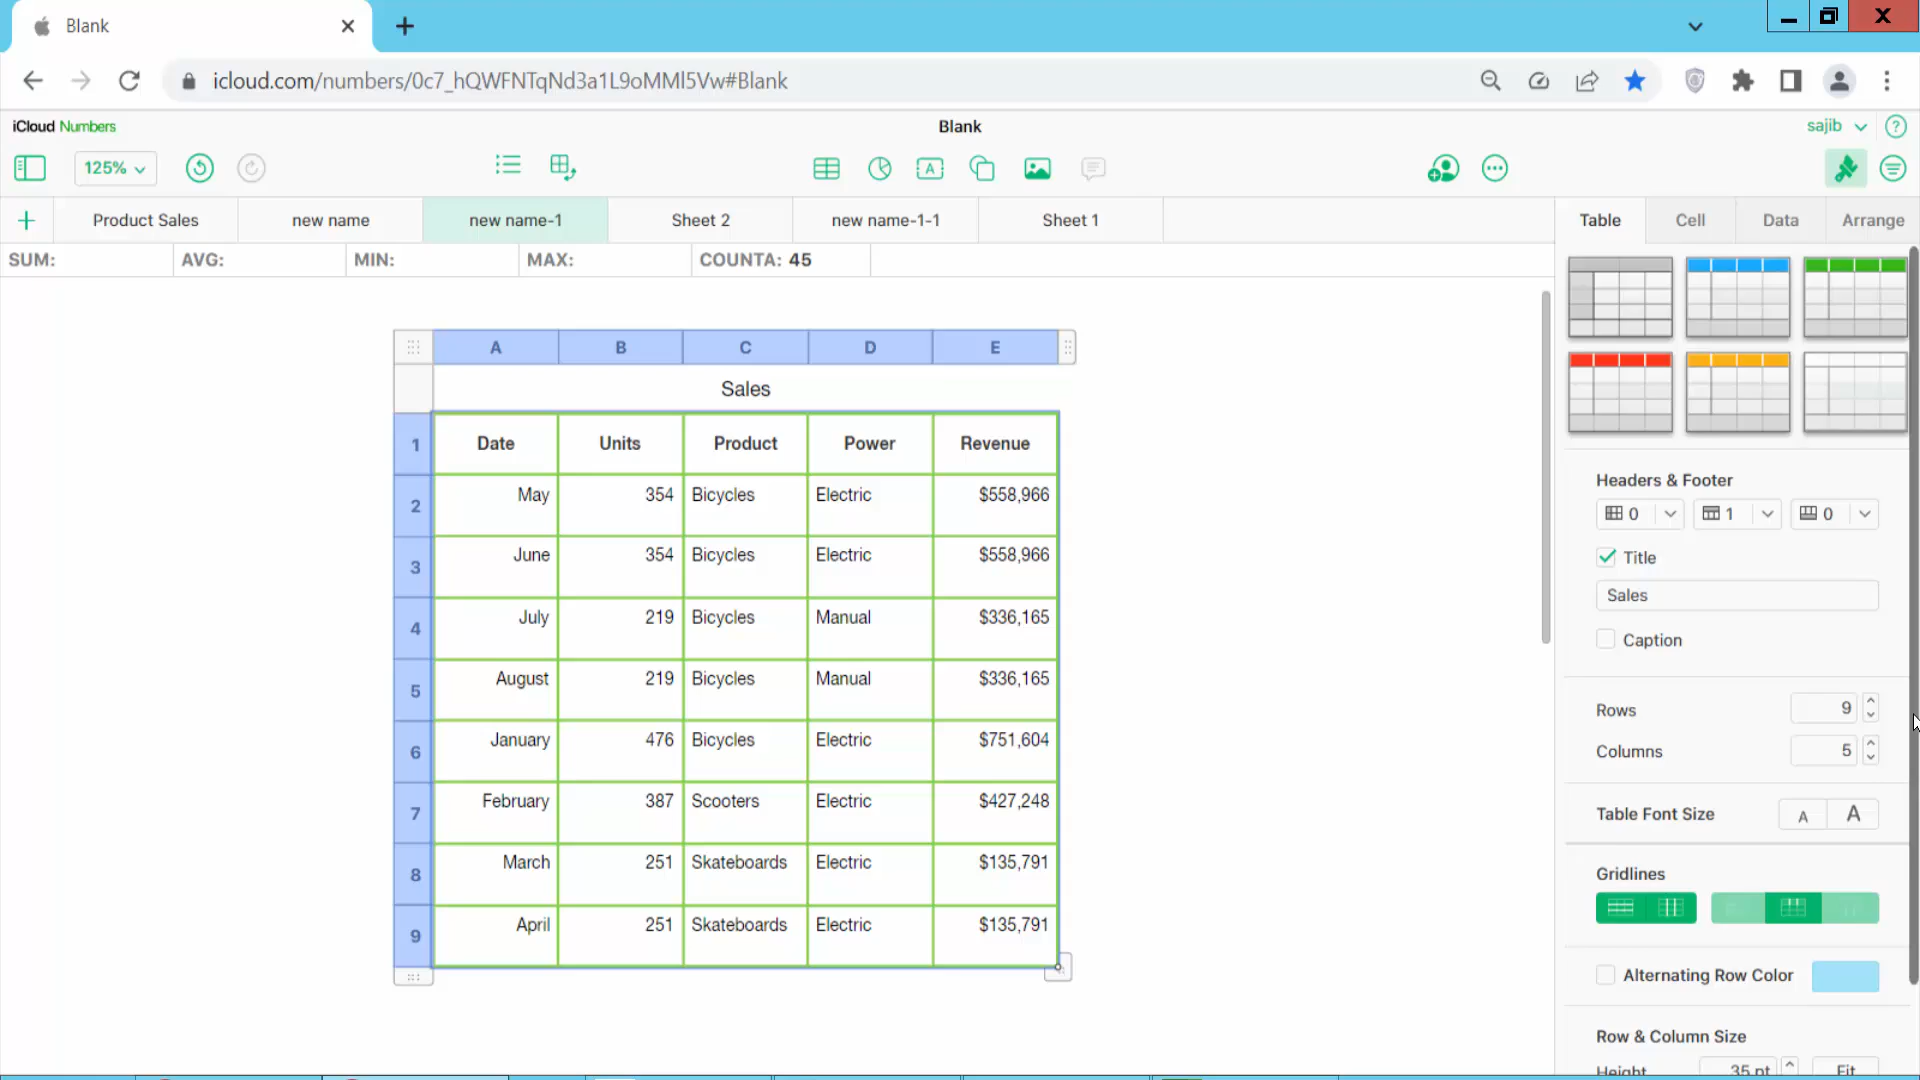 Blank
icloud.com/numbers/0c7_hQWFNTqNd3a1L9oMMl5Vw#Blank
iCloud Numbers
Blank
sajib
125%
Product Sales
new name
new name-1
Sheet 2
new name-1-1
Sheet 1
Table
Cell
Data
Arrange
SUM:
AVG:
MIN:
MAX:
COUNTA: 45
A B C D E
Sales
1 Date Units Product Power Revenue
2 May 354 Bicycles Electric $558,966
3 June 354 Bicycles Electric $558,966
4 July 219 Bicycles Manual $336,165
5 August 219 Bicycles Manual $336,165
6 January 476 Bicycles Electric $751,604
7 February 387 Scooters Electric $427,248
8 March 251 Skateboards Electric $135,791
9 April 251 Skateboards Electric $135,791
Headers & Footer
0 1 0
Title
Sales
Caption
Rows 9
Columns 5
Table Font Size A A
Gridlines
Alternating Row Color
Row & Column Size
Height 35 pt Fit